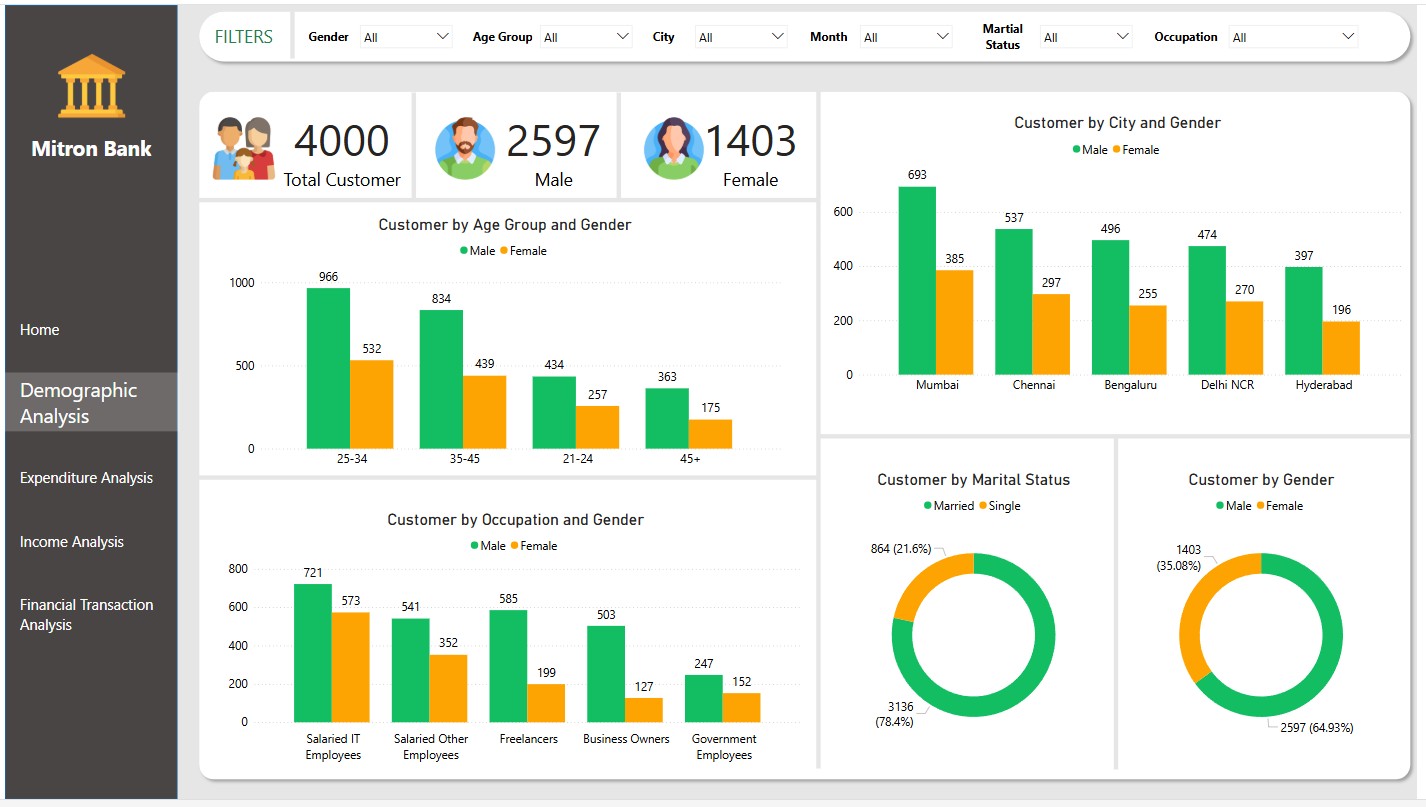 Mitron Bank
Home
Demographic
Analysis
Expenditure Analysis
Income Analysis
Financial Transaction
Analysis
FILTERS
Gender All
Age Group All
City All
Month All
Martial
Status
All
Occupation All
4000
Total Customer
2597
Male
1403
Female
Customer by Age Group and Gender
Male Female
1000
500
0
966
532
834
439
434
257
363
175
25-34 35-45 21-24 45+
Customer by Occupation and Gender
Male Female
800
600
400
200
0
721
573
541
352
585
199
503
127
247
152
Salaried IT
Employees
Salaried Other
Employees
Freelancers
Business Owners
Government
Employees
Customer by City and Gender
Male Female
600
400
200
0
693
385
537
297
496
255
474
270
397
196
Mumbai Chennai Bengaluru Delhi NCR Hyderabad
Customer by Marital Status
Married Single
864 (21.6%)
3136
(78.4%)
Customer by Gender
Male Female
1403
(35.08%)
2597 (64.93%)